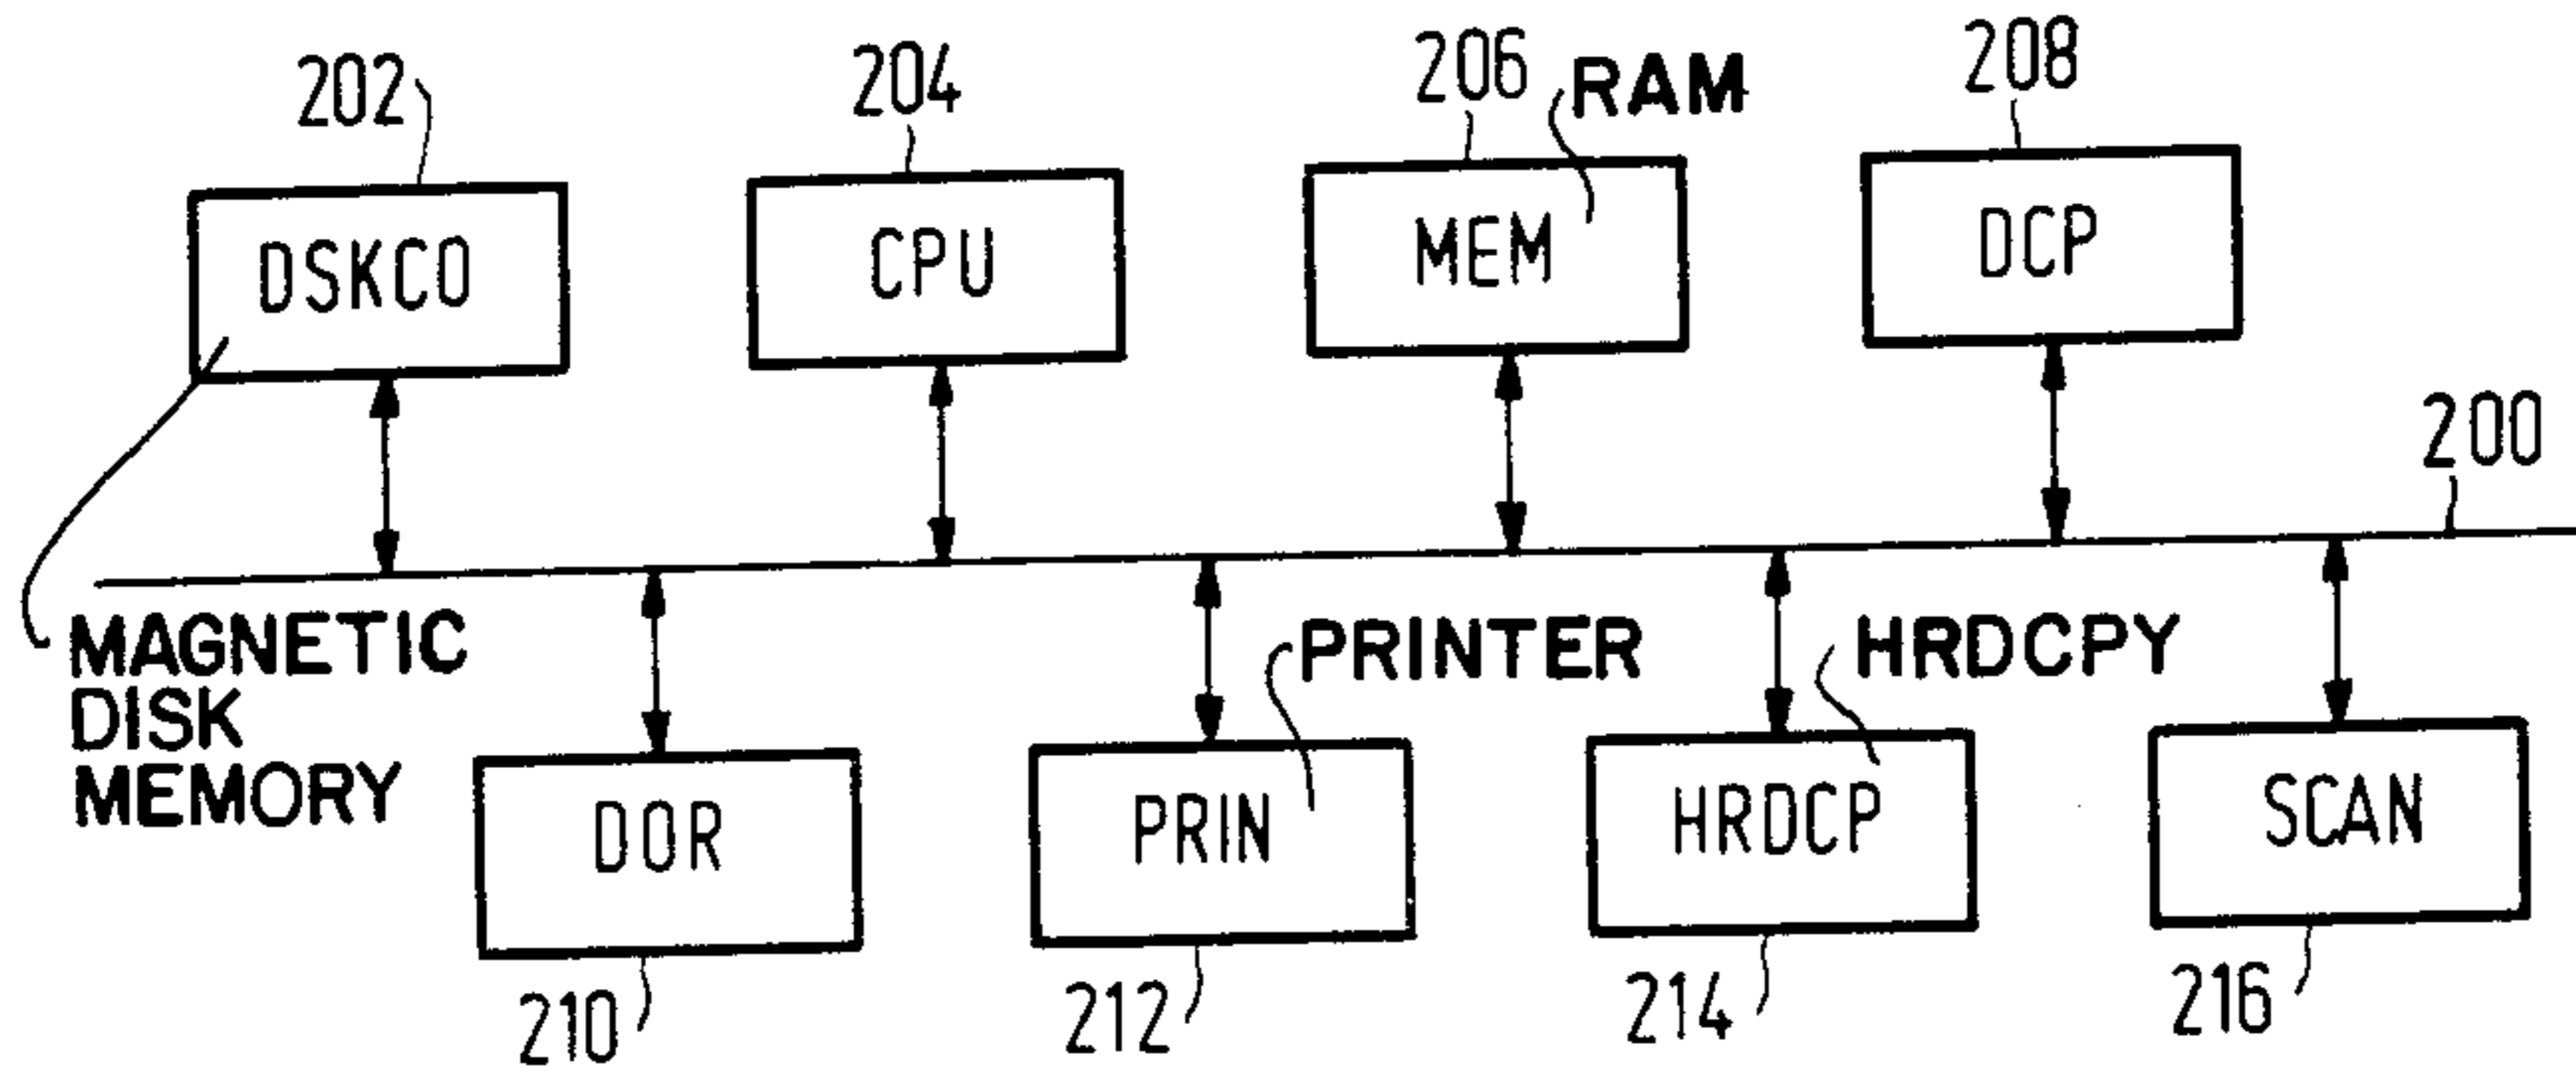 202
204
206
RAM
208
DSKCO
CPU
MEM
DCP
200
MAGNETIC
DISK
MEMORY
PRINTER
HRDCPY
DOR
PRIN
HRDCP
SCAN
210
212
214
216